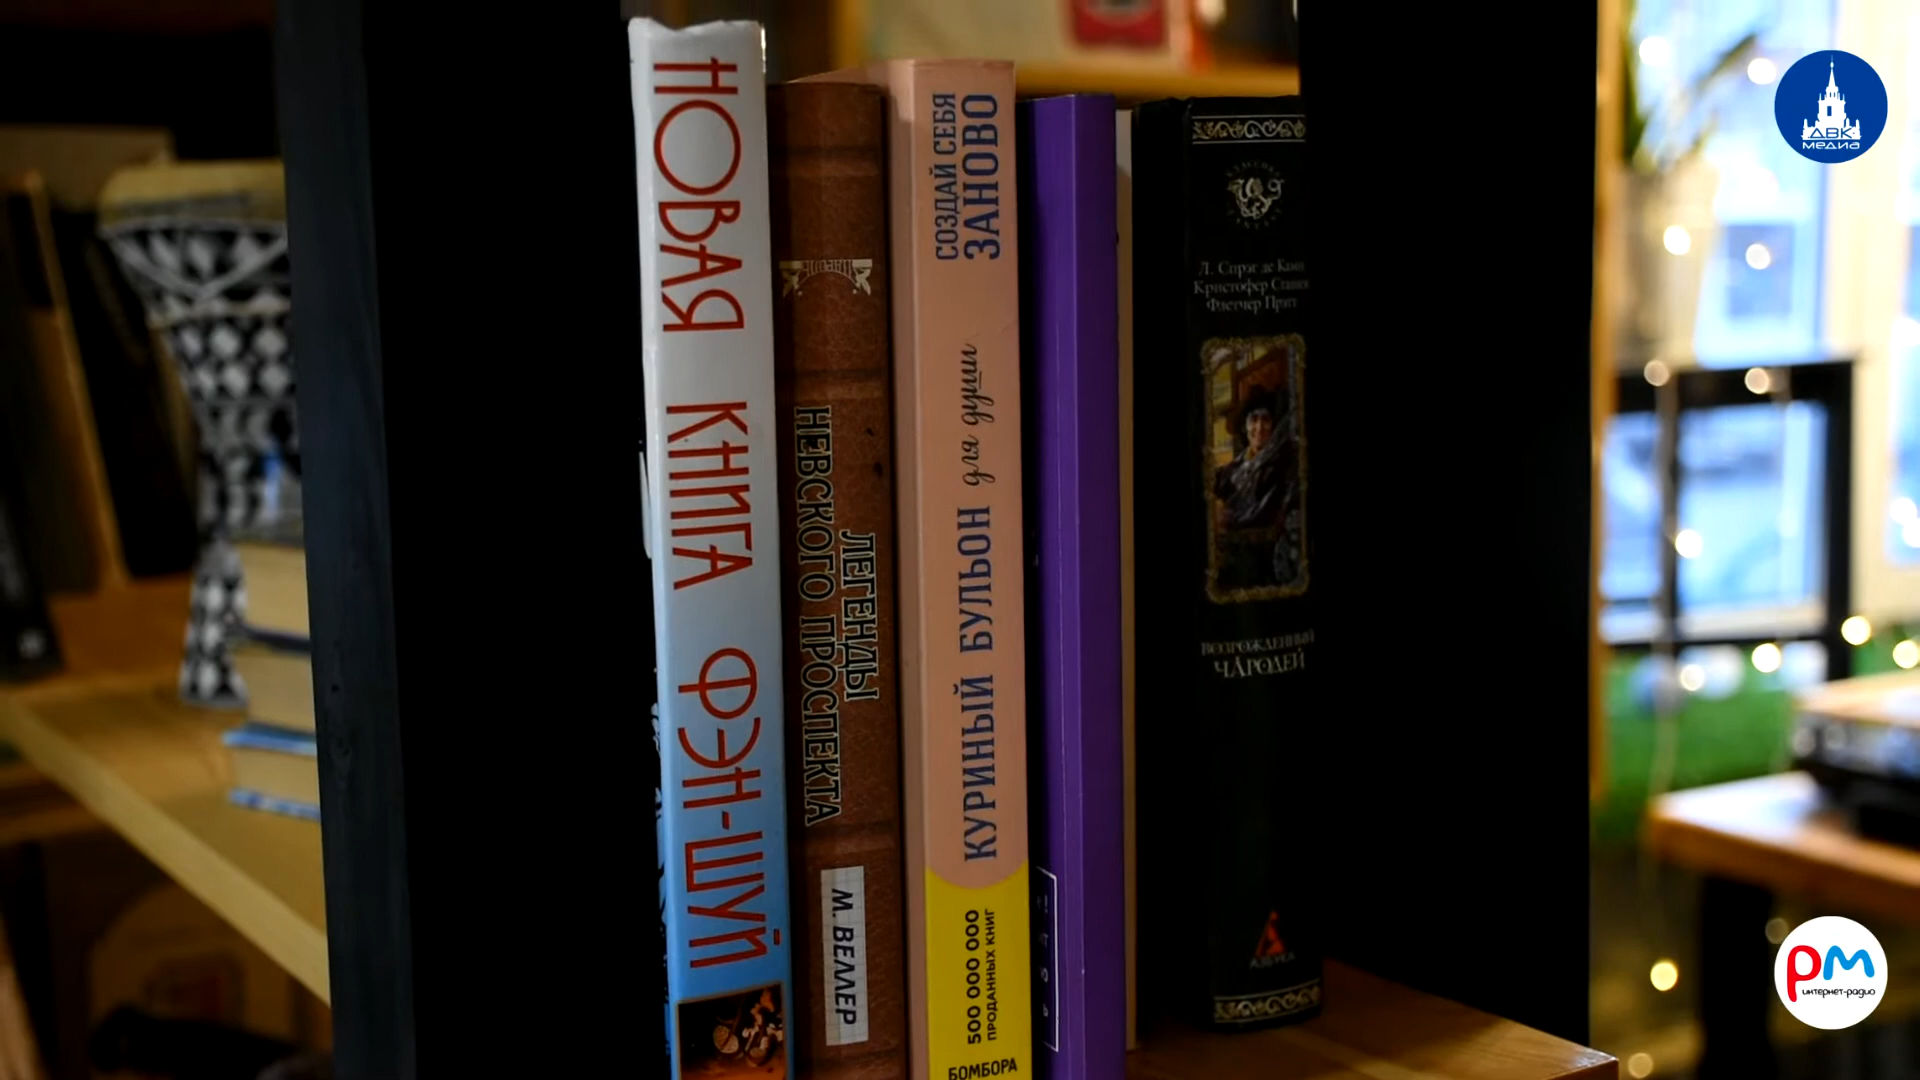 НОВАЯ КНИГА ФЭН-ШУЙ
ЛЕГЕНДЫ
НЕВСКОГО ПРОСПЕКТА
М. ВЕЛЛЕР
СОЗДАЙ СЕБЯ
ЗАНОВО
КУРИНЫЙ БУЛЬОН для души
500 000 000
ПРОДАННЫХ КНИГ
БОМБОРА
Л. Спрэг де Камп
Кристофер Сташеф
Флетчер Прэтт
ВОЗРОЖДЕННЫЙ
ЧАРОДЕЙ
АЗБУКА
ДВК
МЕДИА
РМ
интернет-радио